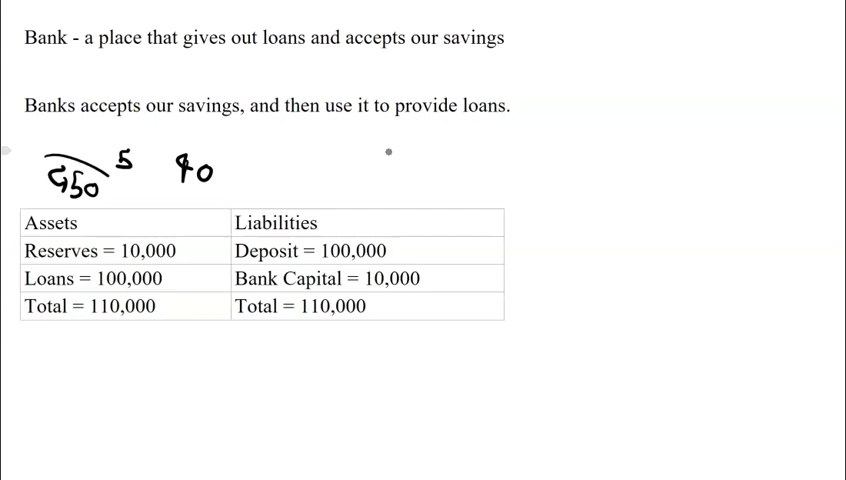 Bank - a place that gives out loans and accepts our savings
Banks accepts our savings, and then use it to provide loans.
5 40
Assets Liabilities
Reserves = 10,000 Deposit = 100,000
Loans = 100,000 Bank Capital = 10,000
Total = 110,000 Total = 110,000